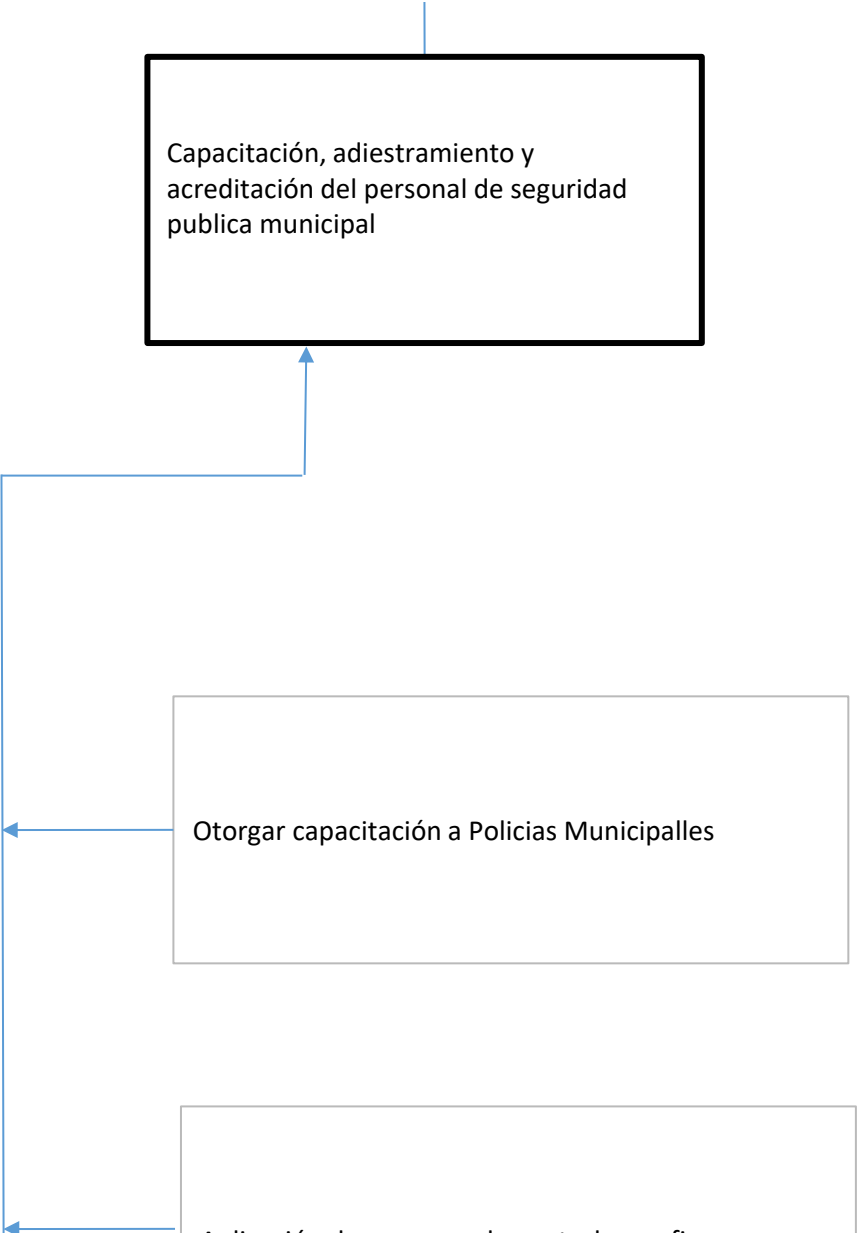 Capacitación, adiestramiento y
acreditación del personal de seguridad
publica municipal
Otorgar capacitación a Policias Municipalles